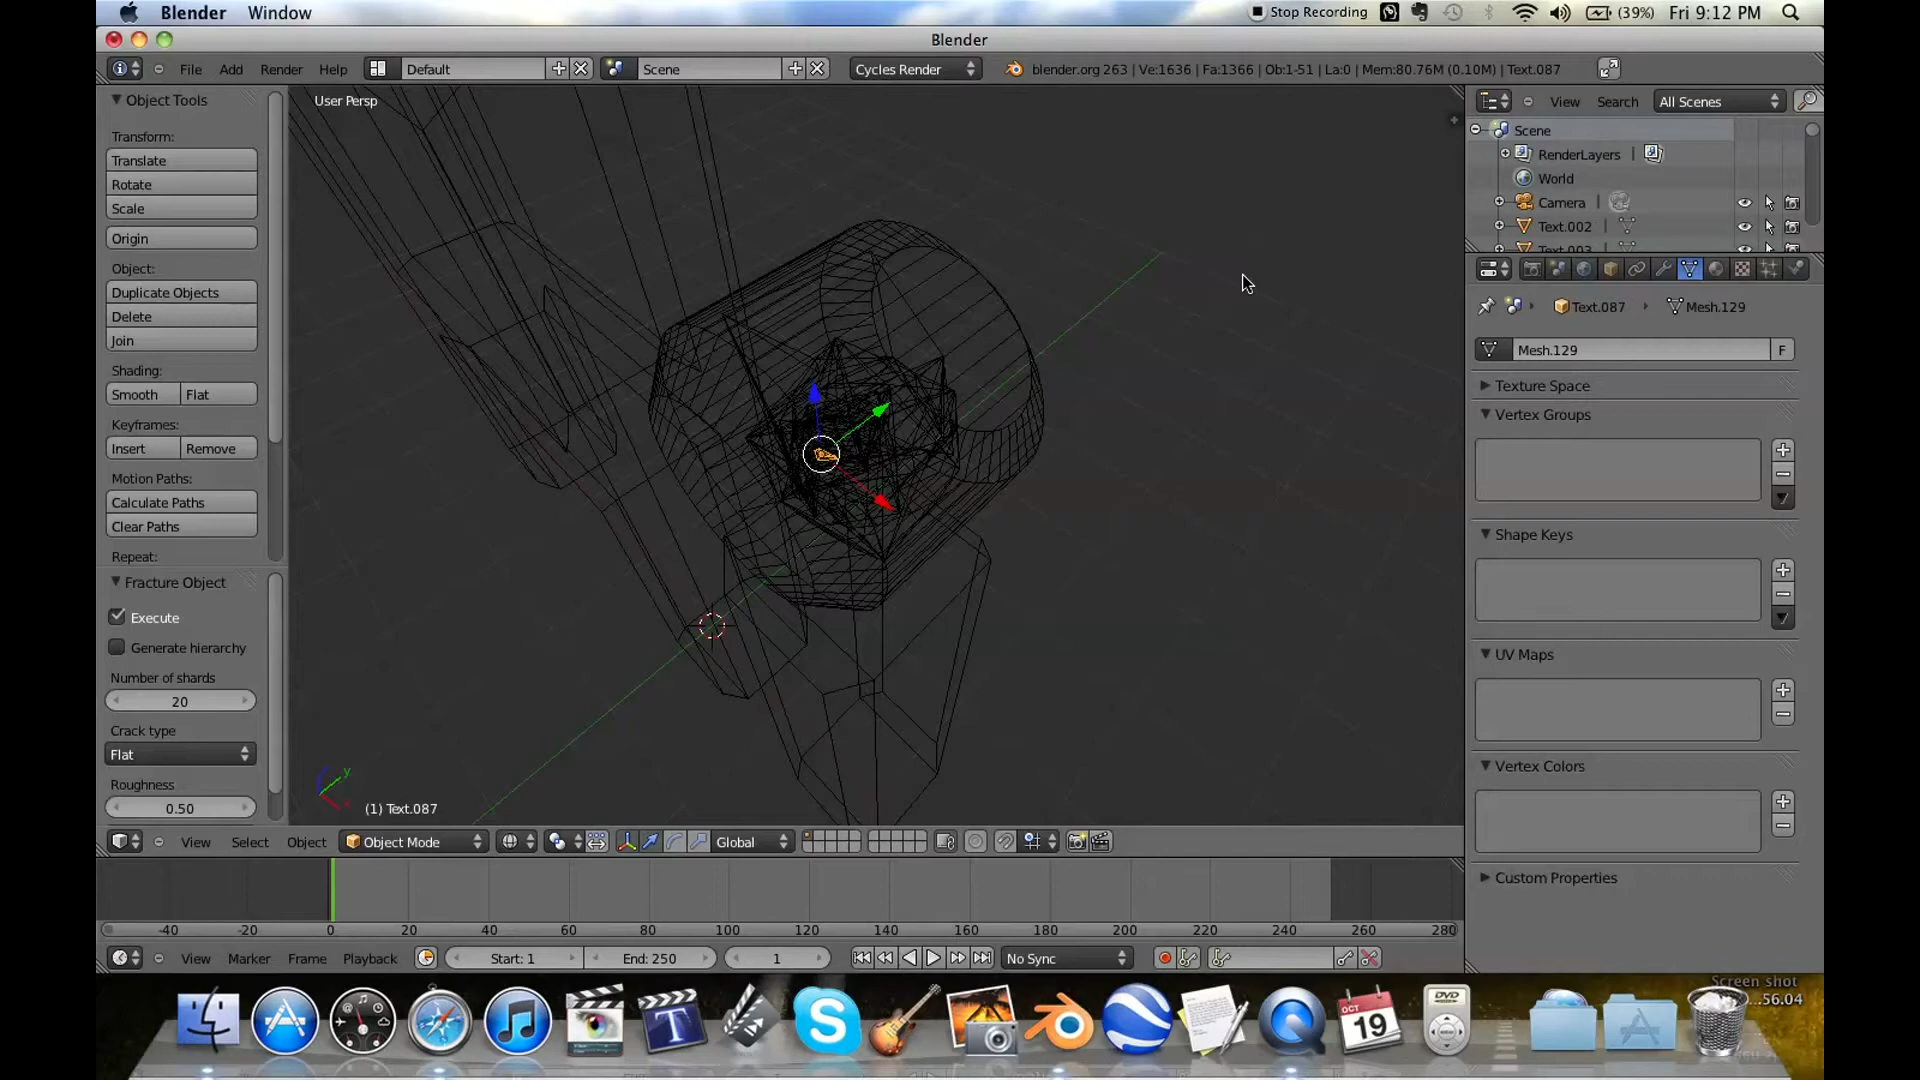 Blender Window Stop Recording (39%) Fri 9:12 PM
Blender
File Add Render Help Default Scene Cycles Render blender.org 263 | Ve:1636 | Fa:1366 | Ob:1-51 | La:0 | Mem:80.76M (0.10M) | Text.087
Object Tools
Transform:
Translate
Rotate
Scale
Origin
Object:
Duplicate Objects
Delete
Join
Shading:
Smooth Flat
Keyframes:
Insert Remove
Motion Paths:
Calculate Paths
Clear Paths
Repeat:
Fracture Object
Execute
Generate hierarchy
Number of shards
20
Crack type
Flat
Roughness
0.50
User Persp
y
(1) Text.087
View Search All Scenes
Scene
RenderLayers |
World
Camera |
Text.002 |
Text.003 |
Text.087 Mesh.129
Mesh.129 F
Texture Space
Vertex Groups
Shape Keys
UV Maps
Vertex Colors
Custom Properties
View Select Object Object Mode Global
-40 -20 0 20 40 60 80 100 120 140 160 180 200 220 240 260 280
View Marker Frame Playback Start: 1 End: 250 1 No Sync
Screen shot
...56.04
OCT
19
DVD
T
S